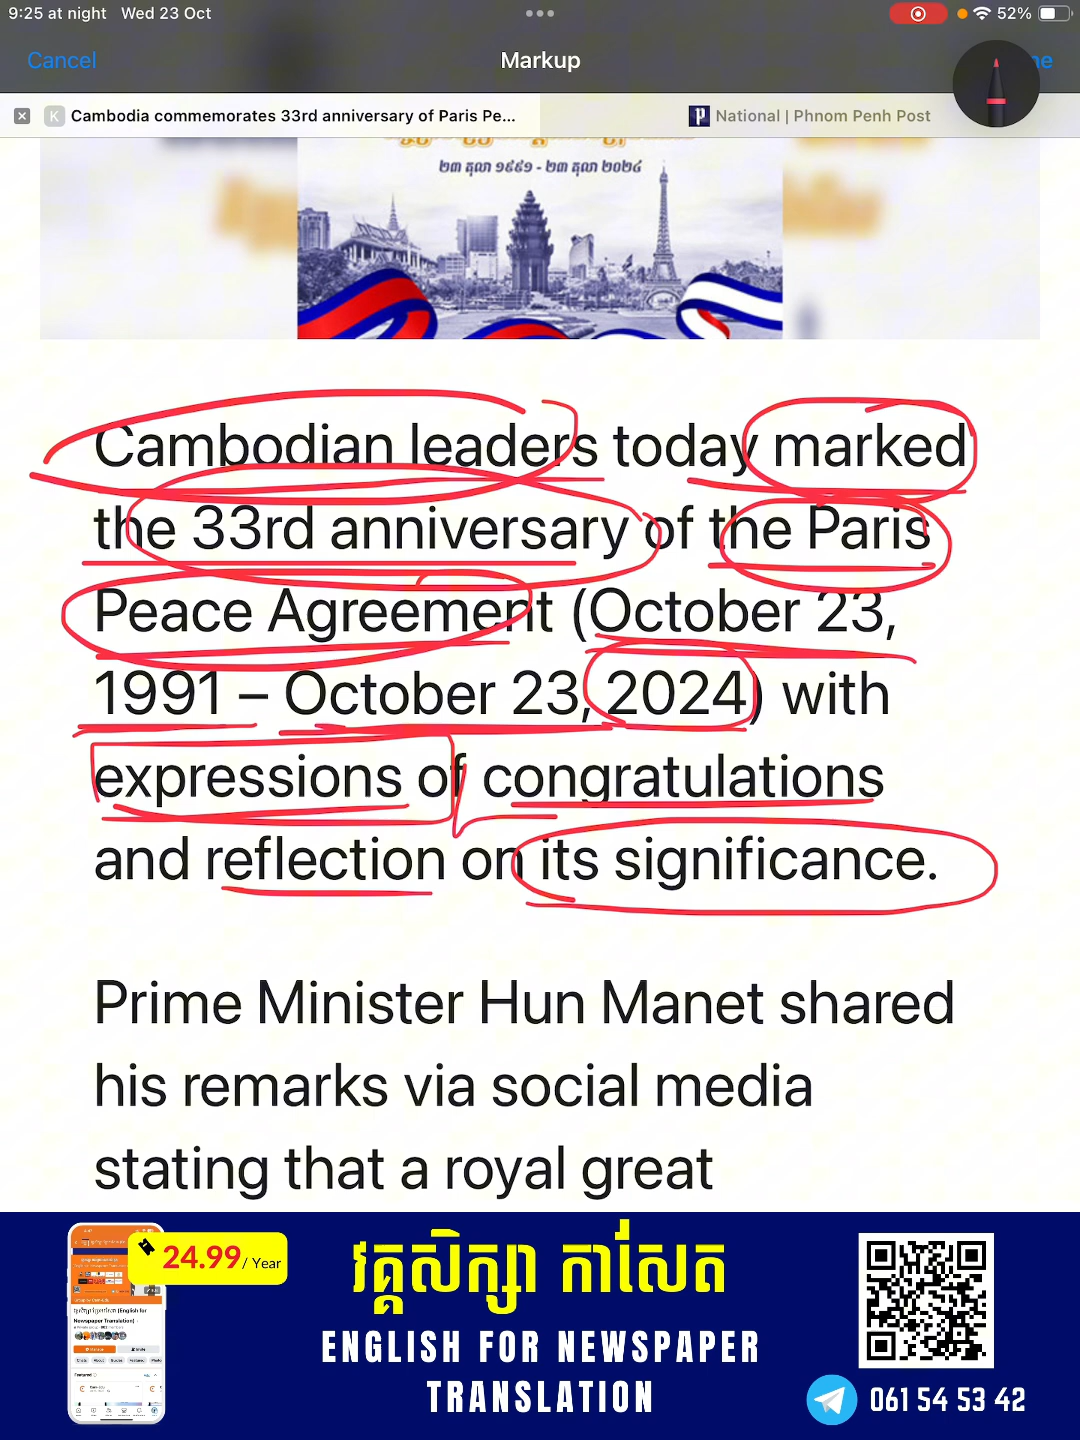 9:25 at night Wed 23 Oct
52%
Cancel
Markup
Cambodia commemorates 33rd anniversary of Paris Pe...
National | Phnom Penh Post
២៣ តុលា ១៩៩១ - ២៣ តុលា ២០២៤
Cambodian leaders today marked
the 33rd anniversary of the Paris
Peace Agreement (October 23,
1991 – October 23, 2024) with
expressions of congratulations
and reflection on its significance.
Prime Minister Hun Manet shared
his remarks via social media
stating that a royal great
24.99/ Year
វគ្គសិក្សា កាសែត
ENGLISH FOR NEWSPAPER
TRANSLATION
061 54 53 42